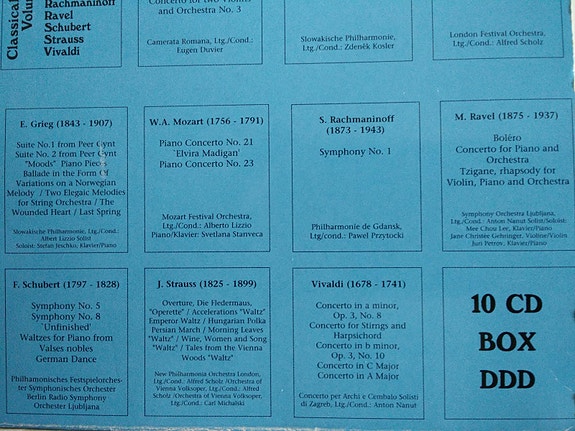 Classical
Volu
Rachmaninoff
Ravel
Schubert
Strauss
Vivaldi
Concerto for two Violins
and Orchestra No. 3
Camerata Romana, Ltg./Cond.:
Eugen Duvier
Slowakische Philharmonie,
Ltg./Cond.: Zdeněk Kosler
London Festival Orchestra,
Ltg./Cond.: Alfred Scholz
E. Grieg (1843 - 1907)
Suite No.1 from Peer Gynt
Suite No. 2 from Peer Gynt
"Moods" Piano Pieces
Ballade in the Form Of
Variations on a Norwegian
Melody / Two Elegaic Melodies
for String Orchestra / The
Wounded Heart / Last Spring
Slowakische Philharmonie, Ltg./Cond.:
Albert Lizzio Solist
Soloist: Stefan Jeschko, Klavier/Piano
W.A. Mozart (1756 - 1791)
Piano Concerto No. 21
`Elvira Madigan`
Piano Concerto No. 23
Mozart Festival Orchestra,
Ltg./Cond.: Alberto Lizzio
Piano/Klavier: Svetlana Stanveca
S. Rachmaninoff
(1873 - 1943)
Symphony No. 1
Philharmonie de Gdansk,
Ltg/cond.: Pawel Przytocki
M. Ravel (1875 - 1937)
Boléro
Concerto for Piano and
Orchestra
Tzigane, rhapsody for
Violin, Piano and Orchestra
Symphony Orchestra Ljubljana,
Ltg./Cond.: Anton Nanut Solist/Soloist:
Mee Chou Lee, Klavier/Piano
Jany Christee Gehringer, Violine/Violin
Juri Petrov, Klavier/Piano
F. Schubert (1797 - 1828)
Symphony No. 5
Symphony No. 8
`Unfinished`
Waltzes for Piano from
Valses nobles
German Dance
Philharmonisches Festspielorches-
ter Symphonisches Orchester
Berlin Radio Symphony
Orchester Ljubljana
J. Strauss (1825 - 1899)
Overture, Die Fledermaus,
"Operette" / Accelerations "Waltz"
Emperor Waltz / Hungarian Polka
Persian March / Morning Leaves
"Waltz" / Wine, Women and Song
"Waltz" / Tales from the Vienna
Woods "Waltz"
New Philharmonia Orchestra London,
Ltg./Cond.: Alfred Scholz /Orchestra of
Vienna Volksoper, Ltg./Cond.: Alfred
Scholz /Orchestra of Vienna Volksoper,
Ltg./Cond.: Carl Michalski
Vivaldi (1678 - 1741)
Concerto in a minor,
Op. 3, No. 8
Concerto for Stirings and
Harpsichord
Concerto in b minor,
Op. 3, No. 10
Concerto in C Major
Concerto in A Major
Concerto per Archi e Cembalo Solisti
di Zagreb, Ltg./Cond.: Anton Nanut
10 CD
BOX
DDD